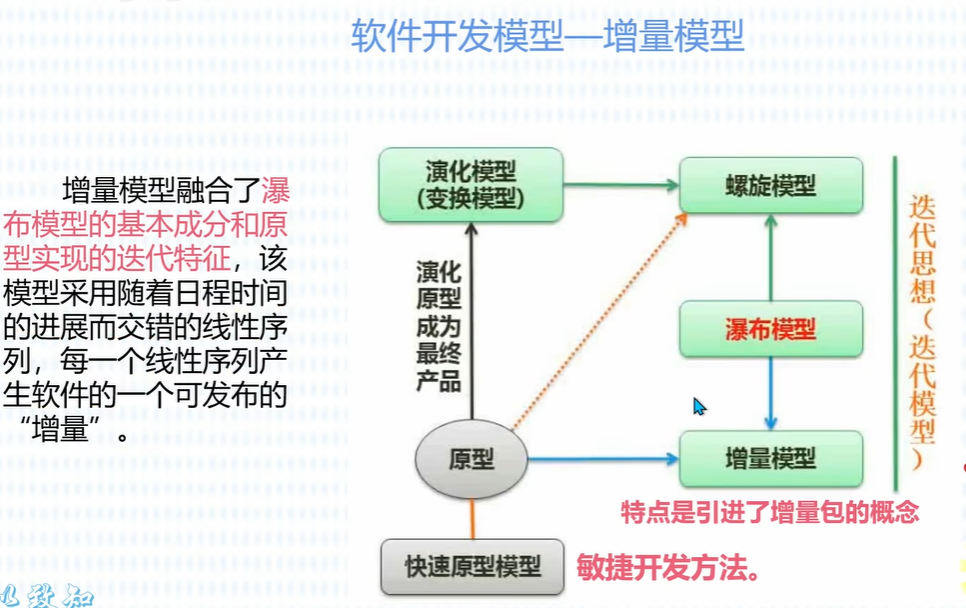 软件开发模型—增量模型
增量模型融合了瀑
布模型的基本成分和原
型实现的迭代特征，该
模型采用随着日程时间
的进展而交错的线性序
列，每一个线性序列产
生软件的一个可发布的
“增量”。
演化模型
(变换模型)
螺旋模型
演化
原型
成为
最终
产品
瀑布模型
原型
增量模型
特点是引进了增量包的概念
快速原型模型
敏捷开发方法。
迭代思想（迭代模型）